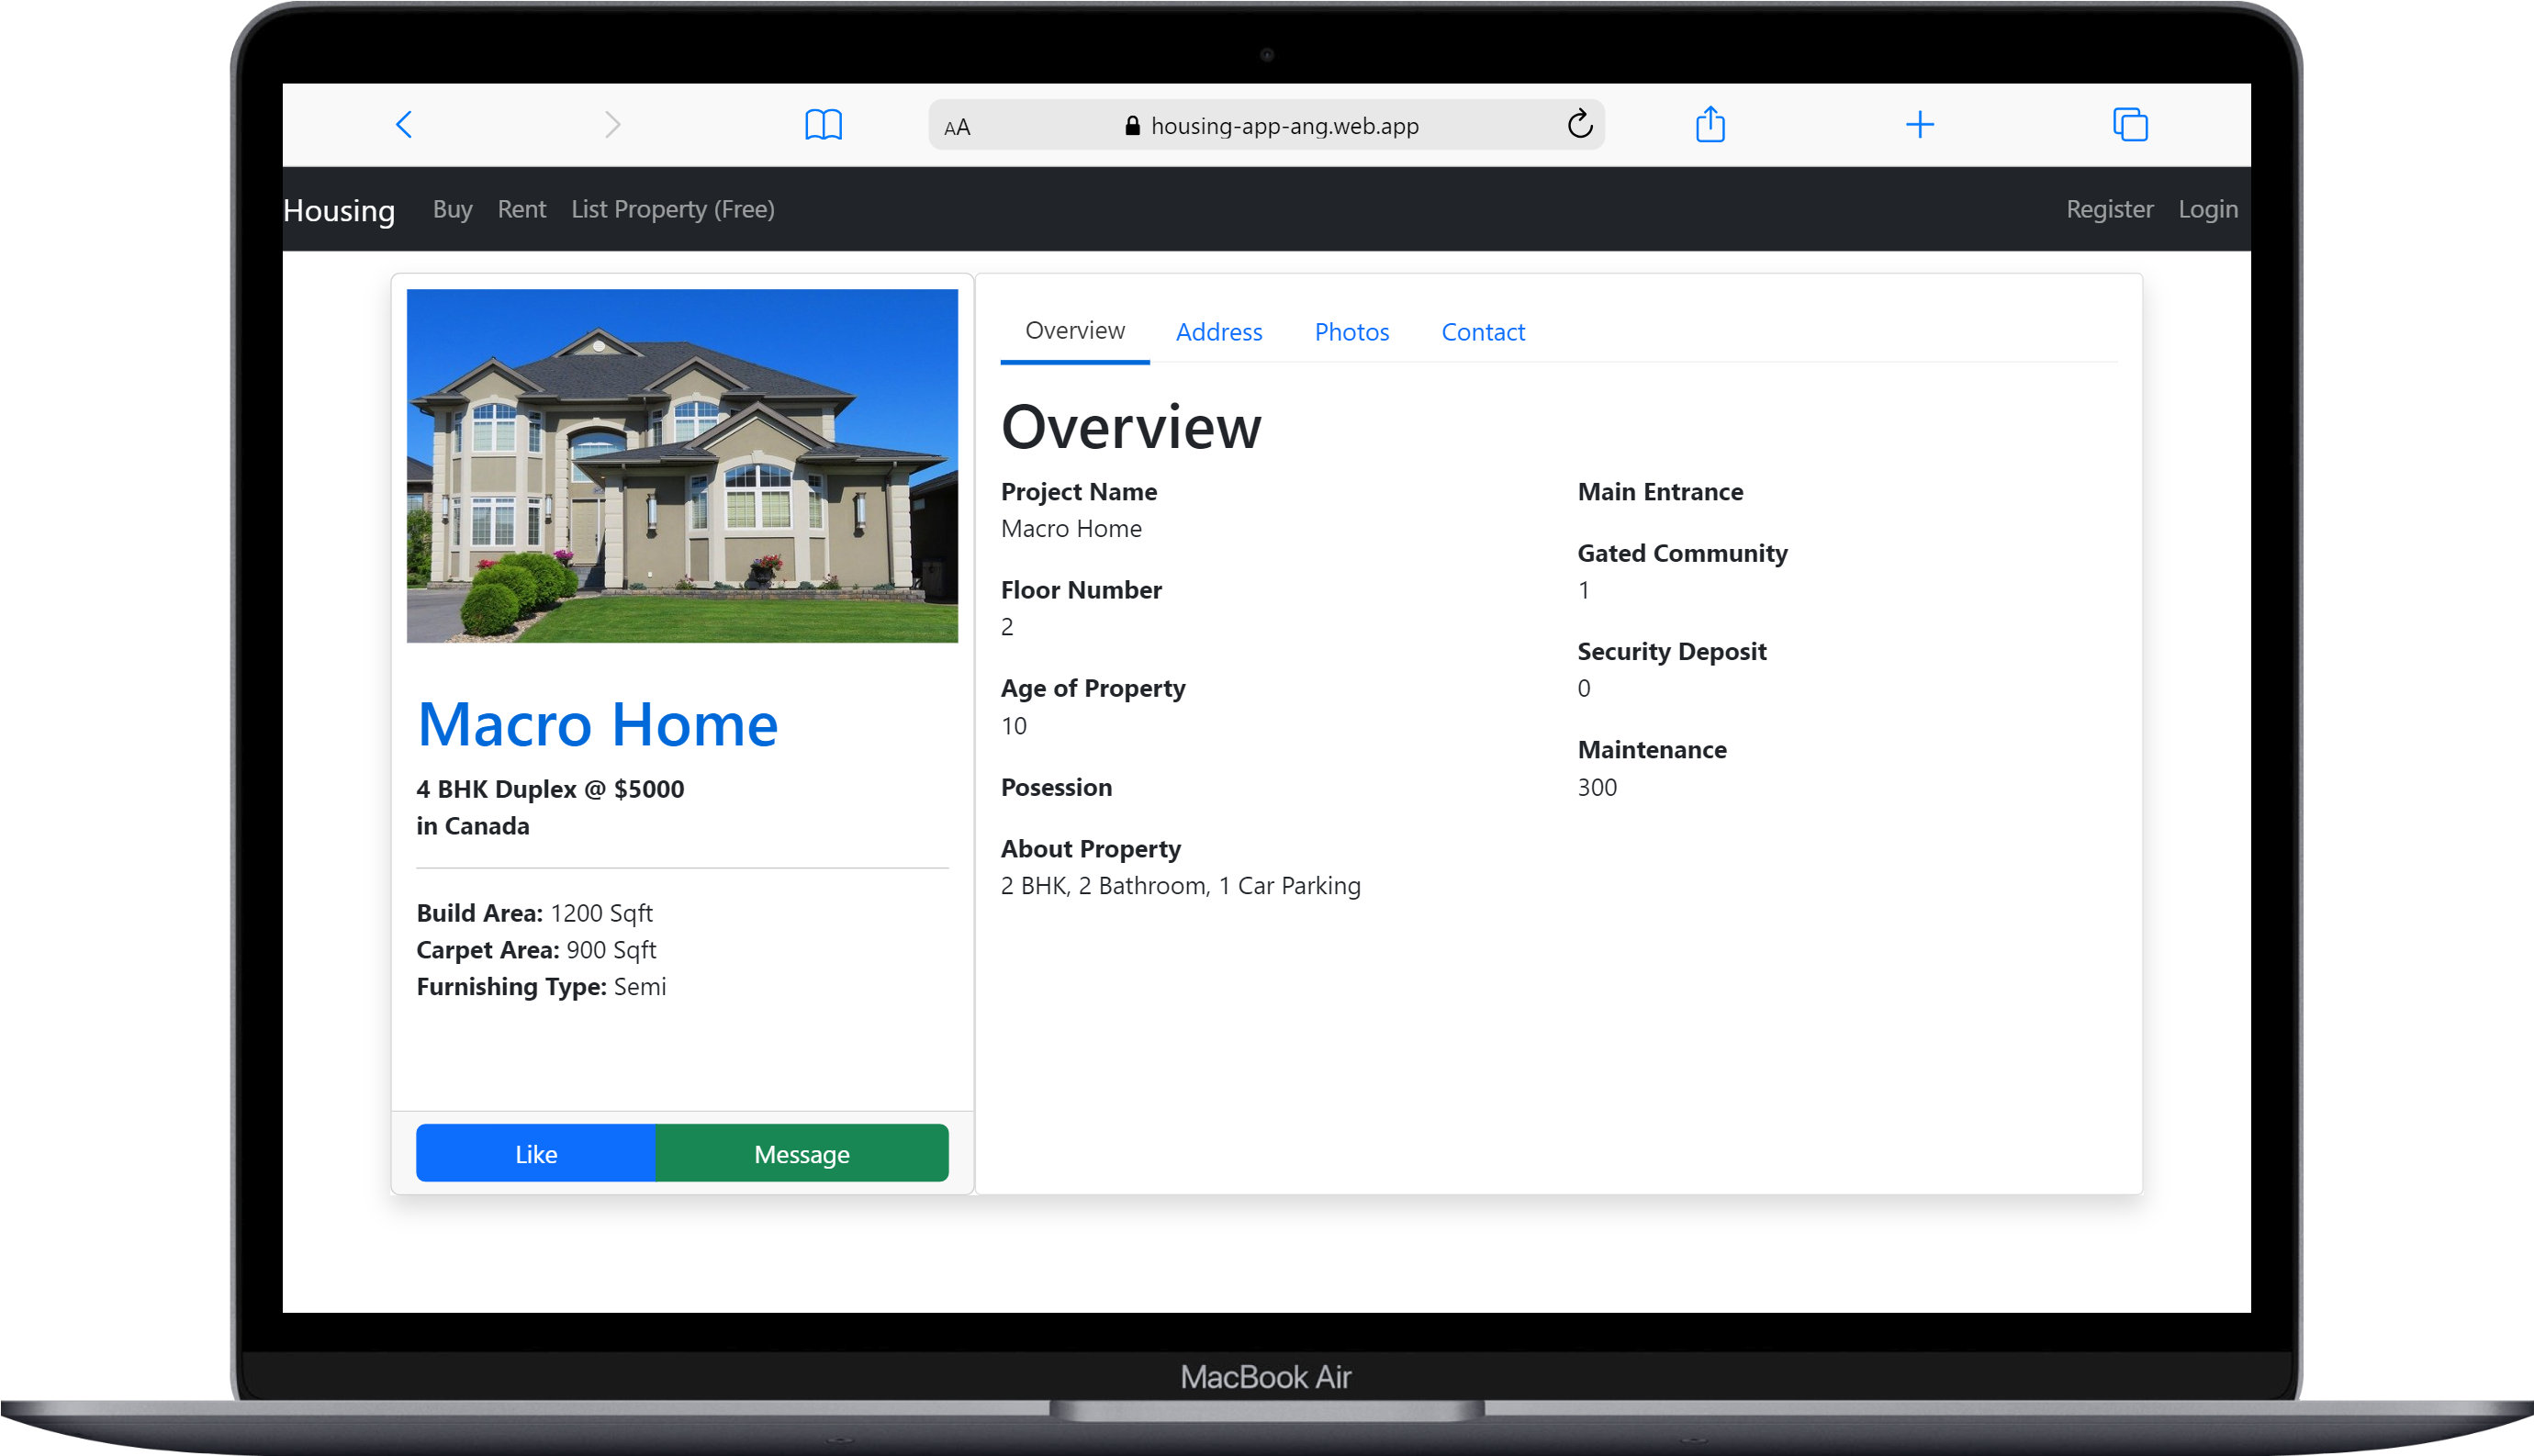 AA housing-app-ang.web.app
Housing Buy Rent List Property (Free) Register Login
Macro Home
4 BHK Duplex @ $5000
in Canada
Build Area: 1200 Sqft
Carpet Area: 900 Sqft
Furnishing Type: Semi
Like Message
Overview Address Photos Contact
Overview
Project Name
Macro Home
Floor Number
2
Age of Property
10
Posession
About Property
2 BHK, 2 Bathroom, 1 Car Parking
Main Entrance
Gated Community
1
Security Deposit
0
Maintenance
300
MacBook Air